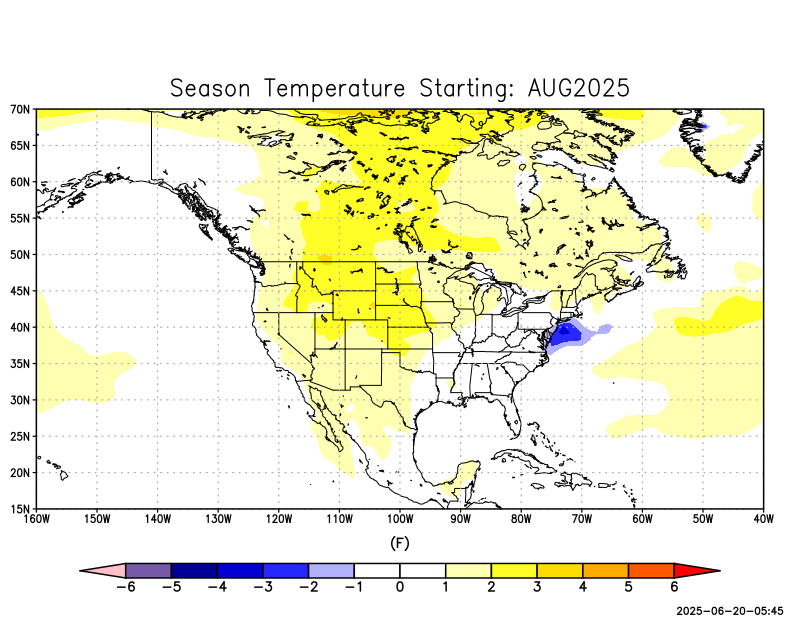 Season Temperature Starting: AUG2025
70N
65N
60N
55N
50N
45N
40N
35N
30N
25N
20N
15N
160W 150W 140W 130W 120W 110W 100W 90W 80W 70W 60W 50W 40W
(F)
-6 -5 -4 -3 -2 -1 0 1 2 3 4 5 6
2025-06-20-05:45